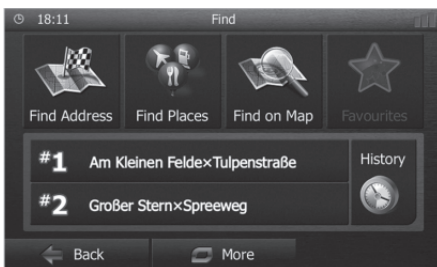 18:11 Find
Find Address Find Places Find on Map Favourites
#1 Am Kleinen Felde×Tulpenstraße History
#2 Großer Stern×Spreeweg
Back More